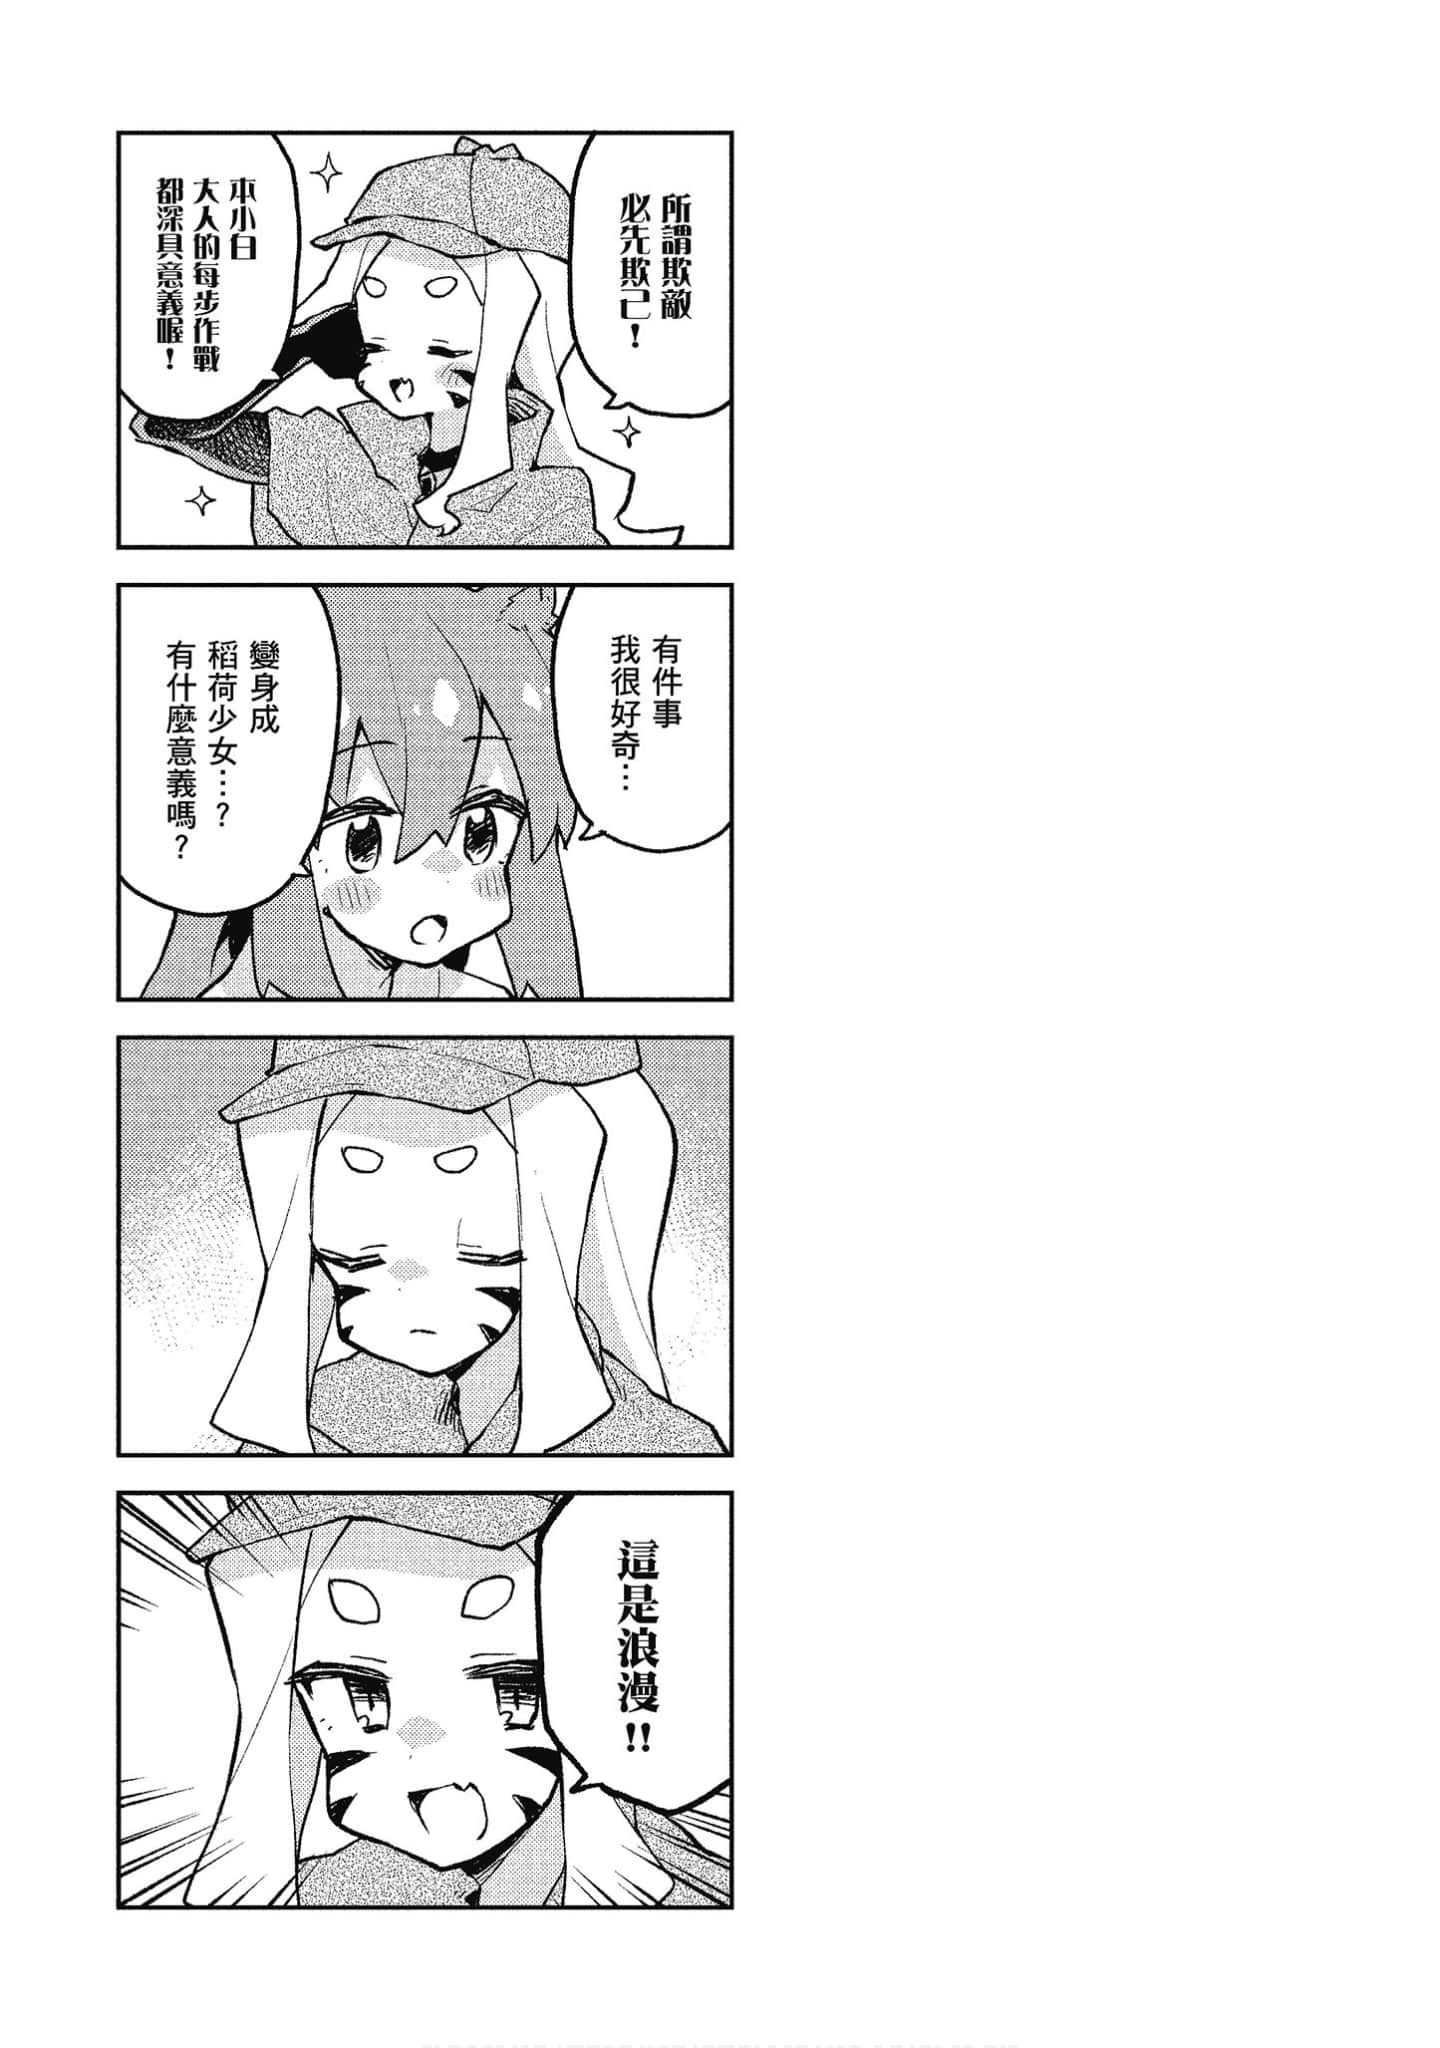 所謂欺敵
必先欺己！
本小白
大人的每步作戰
都深具意義喔！
有件事
我很好奇…
變身成
稻荷少女…？
有什麼意義嗎？
這是浪漫!!